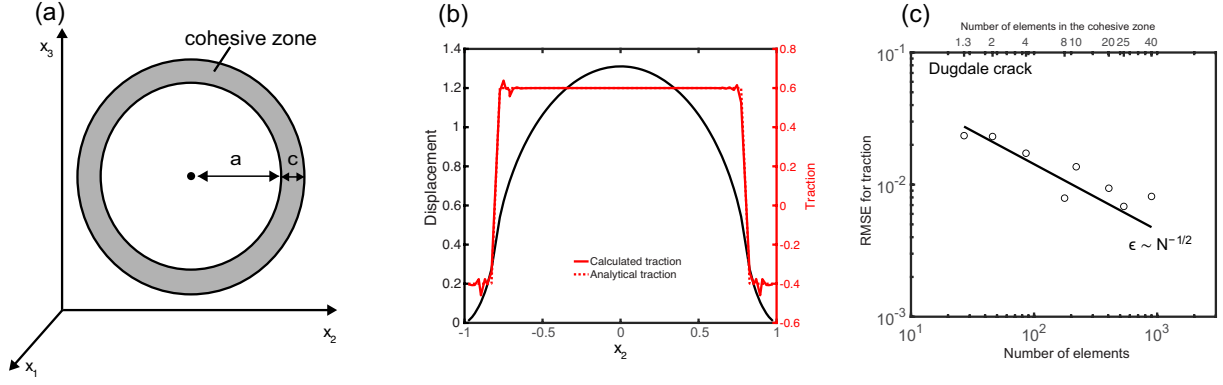 (a)
x3
cohesive zone
a
c
x2
x1
(b)
Displacement
1.4
1.2
1
0.8
0.6
0.4
0.2
0
-1
-0.5
0
0.5
1
x2
0.8
0.6
0.4
0.2
0
-0.2
-0.4
-0.6
Traction
Calculated traction
Analytical traction
(c)
Number of elements in the cohesive zone
1.3 2 4 8 10 20 25 40
Dugdale crack
RMSE for traction
10^-1
10^-2
10^-3
ϵ ~ N^-1/2
10^1 10^2 10^3
Number of elements